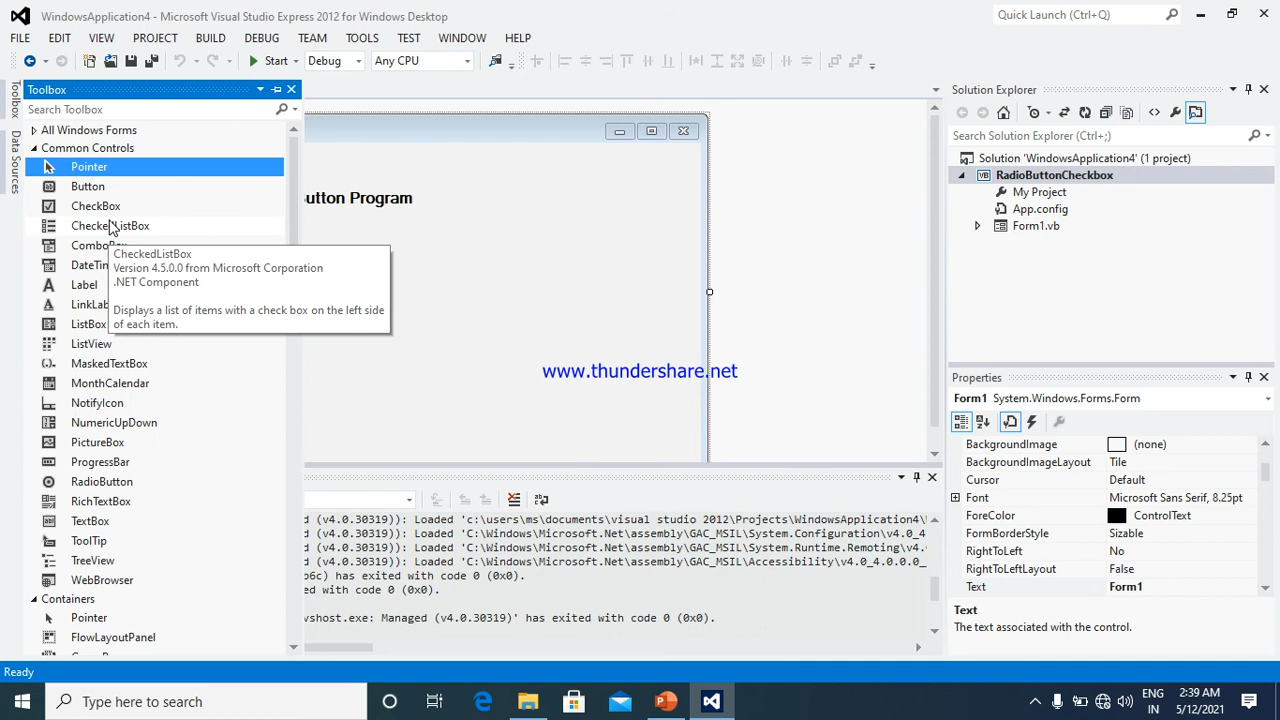 WindowsApplication4 - Microsoft Visual Studio Express 2012 for Windows Desktop
Quick Launch (Ctrl+Q)
FILE EDIT VIEW PROJECT BUILD DEBUG TEAM TOOLS TEST WINDOW HELP
Start Debug Any CPU
Toolbox
Data Sources
Toolbox
Search Toolbox
All Windows Forms
Common Controls
Pointer
Button
CheckBox
CheckedListBox
ComboBox
Label
ListBox
ListView
MaskedTextBox
MonthCalendar
NotifyIcon
NumericUpDown
PictureBox
ProgressBar
RadioButton
RichTextBox
TextBox
ToolTip
TreeView
WebBrowser
Containers
Pointer
FlowLayoutPanel
CheckedListBox
Version 4.5.0.0 from Microsoft Corporation
.NET Component
Displays a list of items with a check box on the left side
of each item.
utton Program
www.thundershare.net
d (v4.0.30319)): Loaded 'c:\users\ms\documents\visual studio 2012\Projects\WindowsApplication4\
d (v4.0.30319)): Loaded 'C:\Windows\Microsoft.Net\assembly\GAC_MSIL\System.Configuration\v4.0_4
d (v4.0.30319)): Loaded 'C:\Windows\Microsoft.Net\assembly\GAC_MSIL\System.Runtime.Remoting\v4.
d (v4.0.30319)): Loaded 'C:\Windows\Microsoft.Net\assembly\GAC_MSIL\Accessibility\v4.0_4.0.0.0_
b6c) has exited with code 0 (0x0).
ed with code 0 (0x0).
vshost.exe: Managed (v4.0.30319)' has exited with code 0 (0x0).
Solution Explorer
Search Solution Explorer (Ctrl+;)
Solution 'WindowsApplication4' (1 project)
VB RadioButtonCheckbox
My Project
App.config
Form1.vb
Properties
Form1 System.Windows.Forms.Form
BackgroundImage (none)
BackgroundImageLayout Tile
Cursor Default
Font Microsoft Sans Serif, 8.25pt
ForeColor ControlText
FormBorderStyle Sizable
RightToLeft No
RightToLeftLayout False
Text Form1
Text
The text associated with the control.
Ready
Type here to search
ENG
IN
2:39 AM
5/12/2021